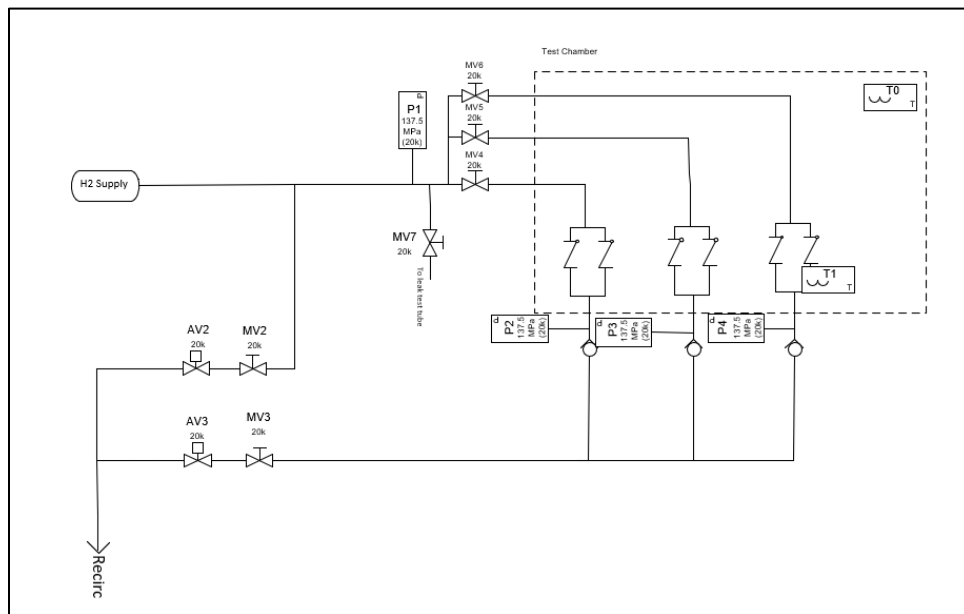 Test Chamber
MV6
20k
T0
T
P
P1
137.5
MPa
(20k)
MV5
20k
MV4
20k
H2 Supply
MV7
20k
To leak test tube
T1
T
P
P2
137.5
MPa
(20k)
P
P3
137.5
MPa
(20k)
P
P4
137.5
MPa
(20k)
AV2
20k
MV2
20k
AV3
20k
MV3
20k
Recirc